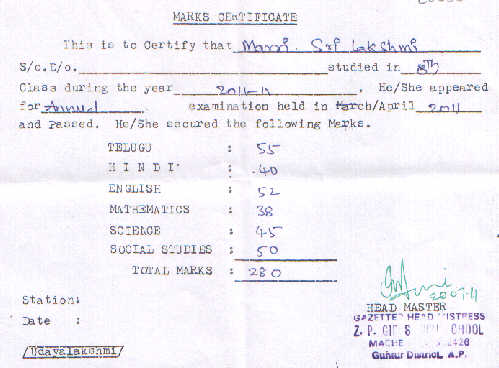 MARKS CERTIFICATE
This is to Certify that Marri. Sri Lakshmi
S/o.D/o. studied in 8Th
Class during the year 2011-11. He/She appeared
for Annual examination held in March/April 2011
and Passed. He/She secured the following Marks.
TELUGU : 55
HINDI : 40
ENGLISH : 52
MATHEMATICS : 38
SCIENCE : 45
SOCIAL STUDIES : 50
TOTAL MARKS : 280
Station:
Date :
HEAD MASTER
GAZETTED HEAD MISTRESS
Z. P. SCHOOL
Guntur District, A.P.
/Udayalakshmi/